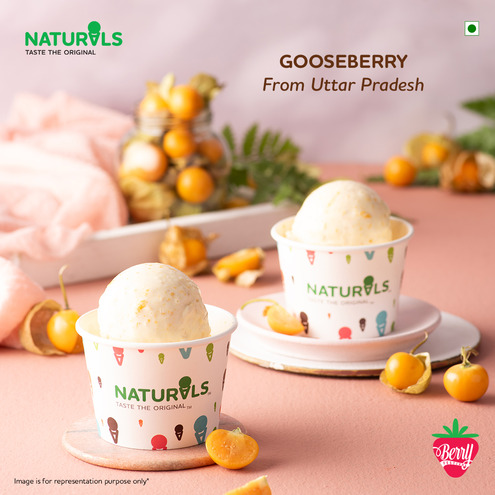 NATURALS
TASTE THE ORIGINAL
GOOSEBERRY
From Uttar Pradesh
NATURALS
TASTE THE ORIGINAL
NATURALS
TASTE THE ORIGINAL
Berry
Image is for representation purpose only*